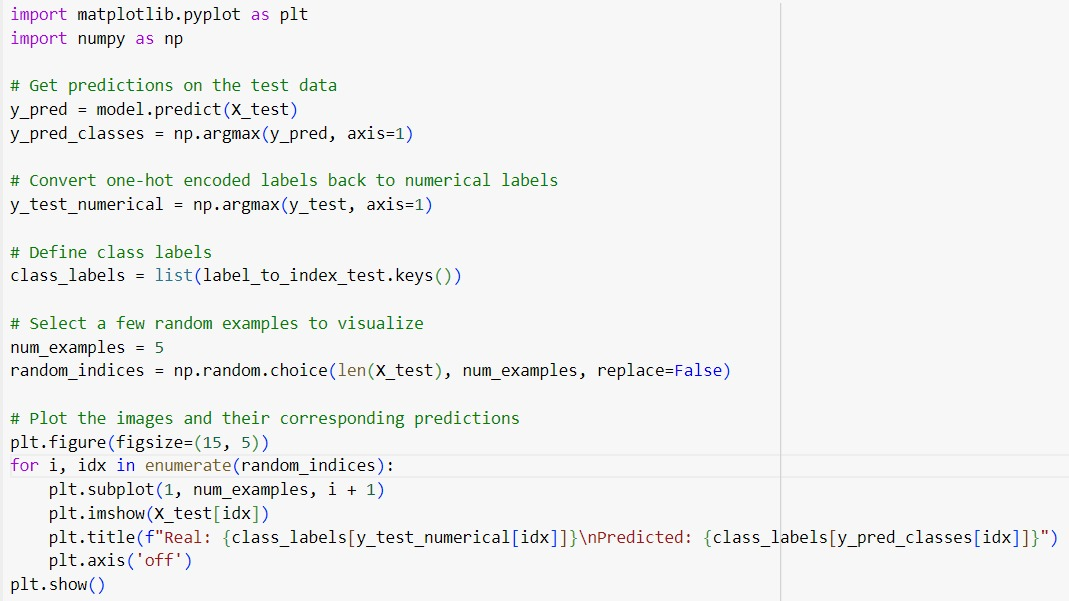 import matplotlib.pyplot as plt
import numpy as np

# Get predictions on the test data
y_pred = model.predict(X_test)
y_pred_classes = np.argmax(y_pred, axis=1)

# Convert one-hot encoded labels back to numerical labels
y_test_numerical = np.argmax(y_test, axis=1)

# Define class labels
class_labels = list(label_to_index_test.keys())

# Select a few random examples to visualize
num_examples = 5
random_indices = np.random.choice(len(X_test), num_examples, replace=False)

# Plot the images and their corresponding predictions
plt.figure(figsize=(15, 5))
for i, idx in enumerate(random_indices):
    plt.subplot(1, num_examples, i + 1)
    plt.imshow(X_test[idx])
    plt.title(f"Real: {class_labels[y_test_numerical[idx]]}\nPredicted: {class_labels[y_pred_classes[idx]]}")
    plt.axis('off')
plt.show()